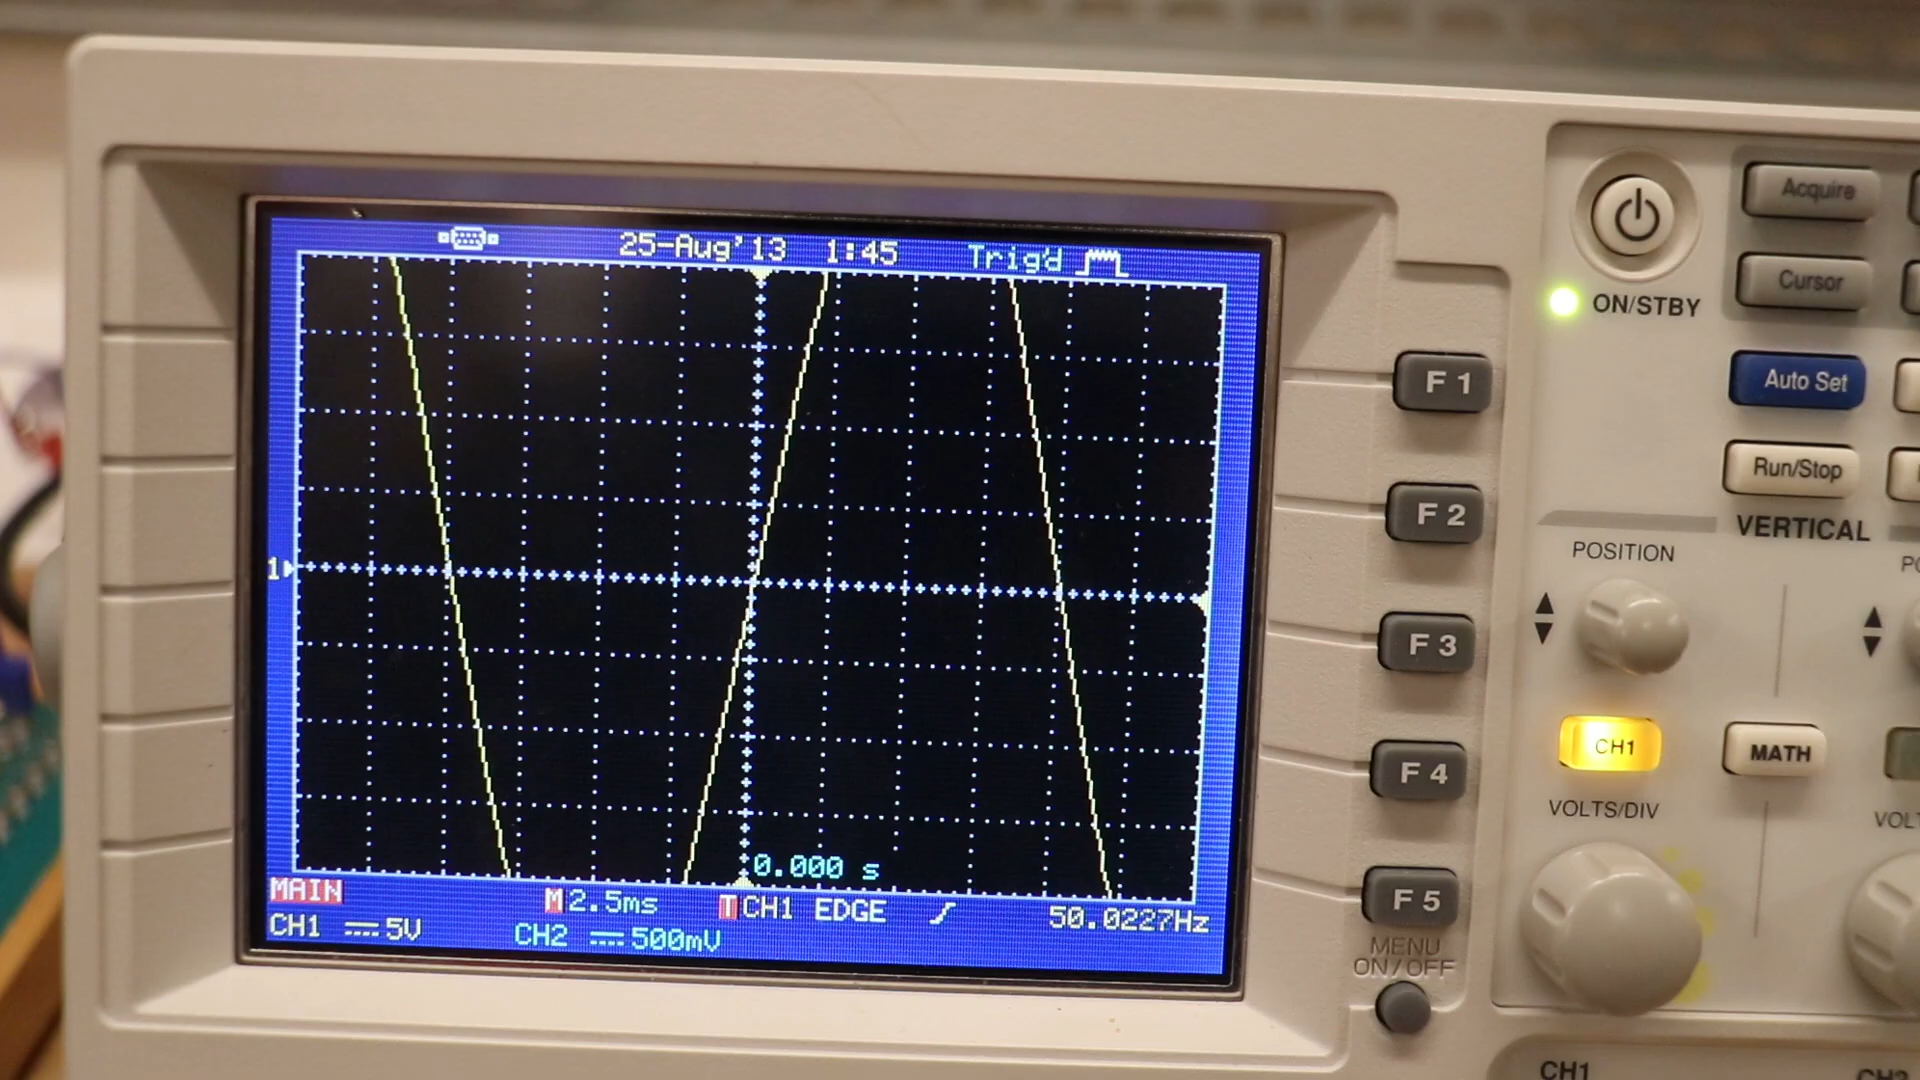 25-Aug'13 1:45 Trig'd
1
0.000 s
MAIN M 2.5ms T CH1 EDGE 50.0227Hz
CH1 5V CH2 500mV
F 1
F 2
F 3
F 4
F 5
MENU
ON/OFF
ON/STBY
Acquire
Cursor
Auto Set
Run/Stop
VERTICAL
POSITION
CH1
MATH
VOLTS/DIV
CH1